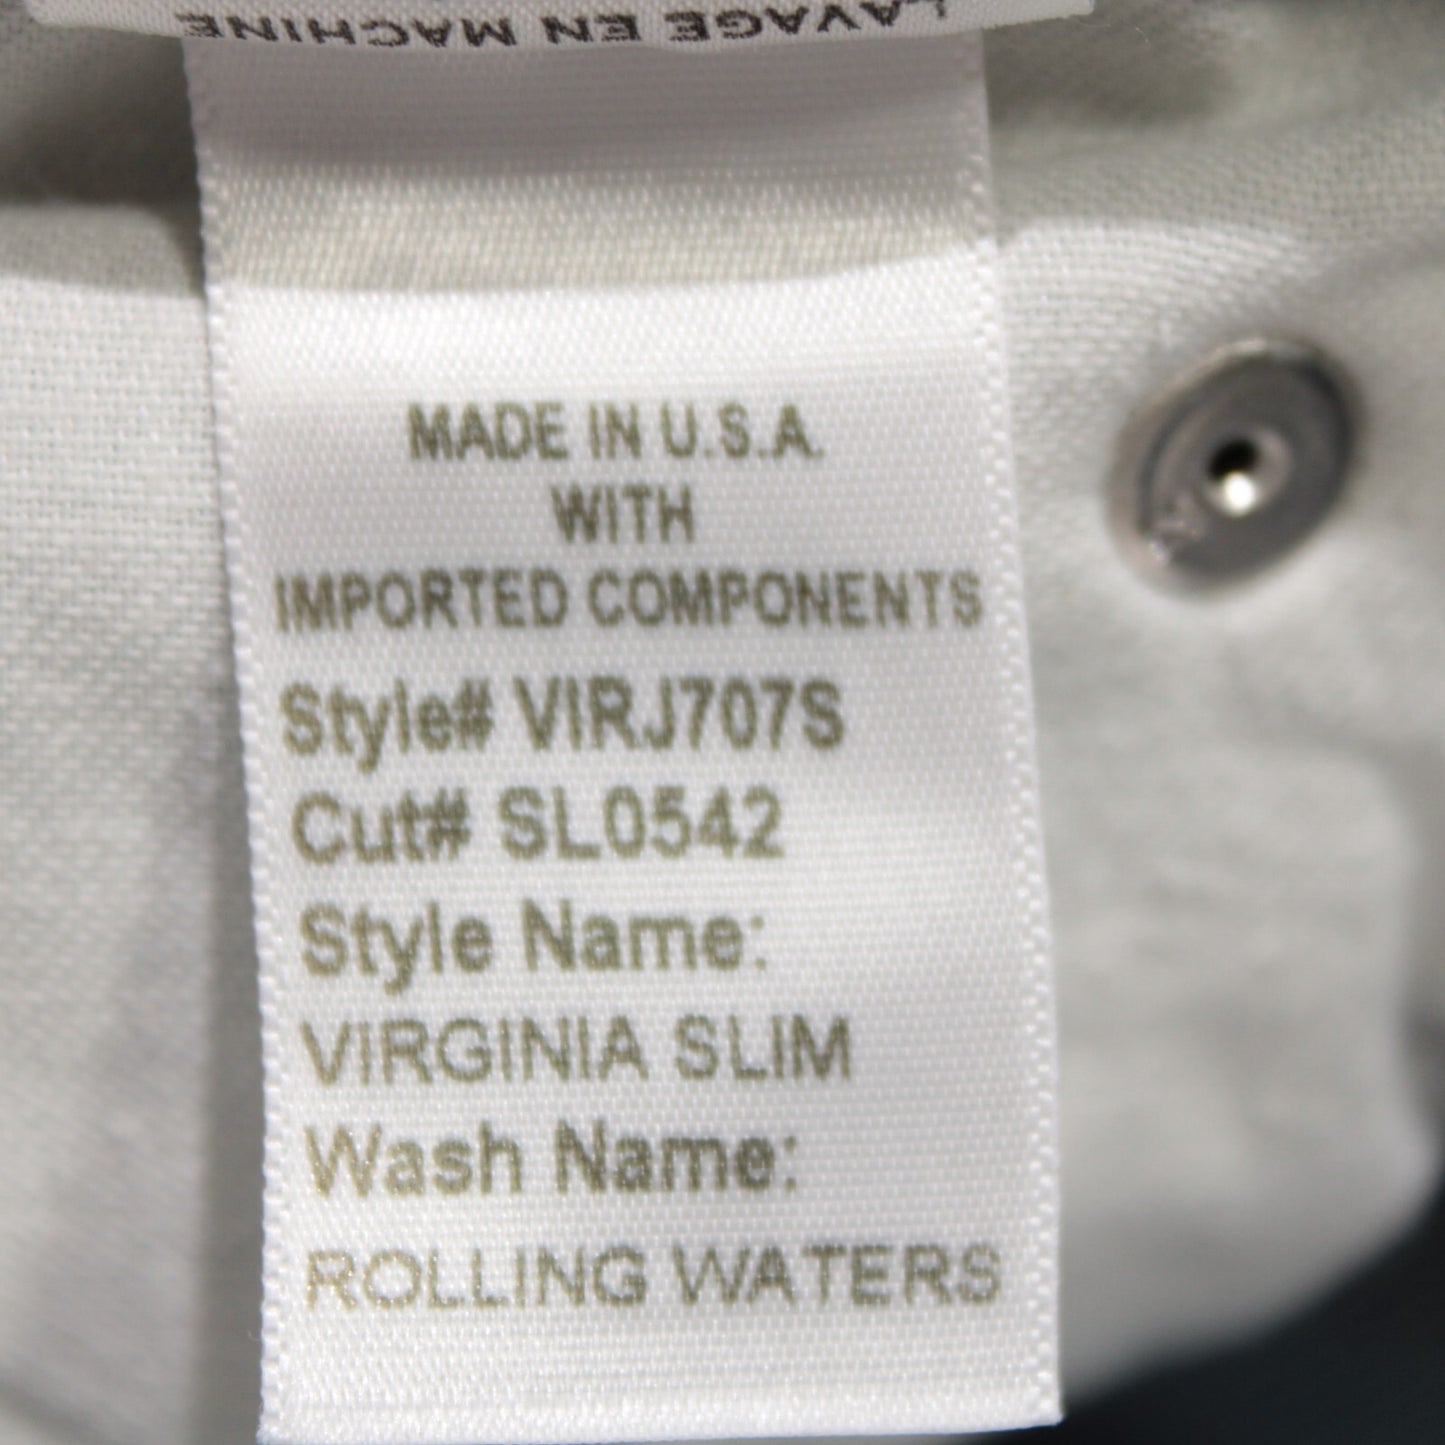 LAVAGE EN MACHINE
MADE IN U.S.A.
WITH
IMPORTED COMPONENTS
Style# VIRJ707S
Cut# SL0542
Style Name:
VIRGINIA SLIM
Wash Name:
ROLLING WATERS